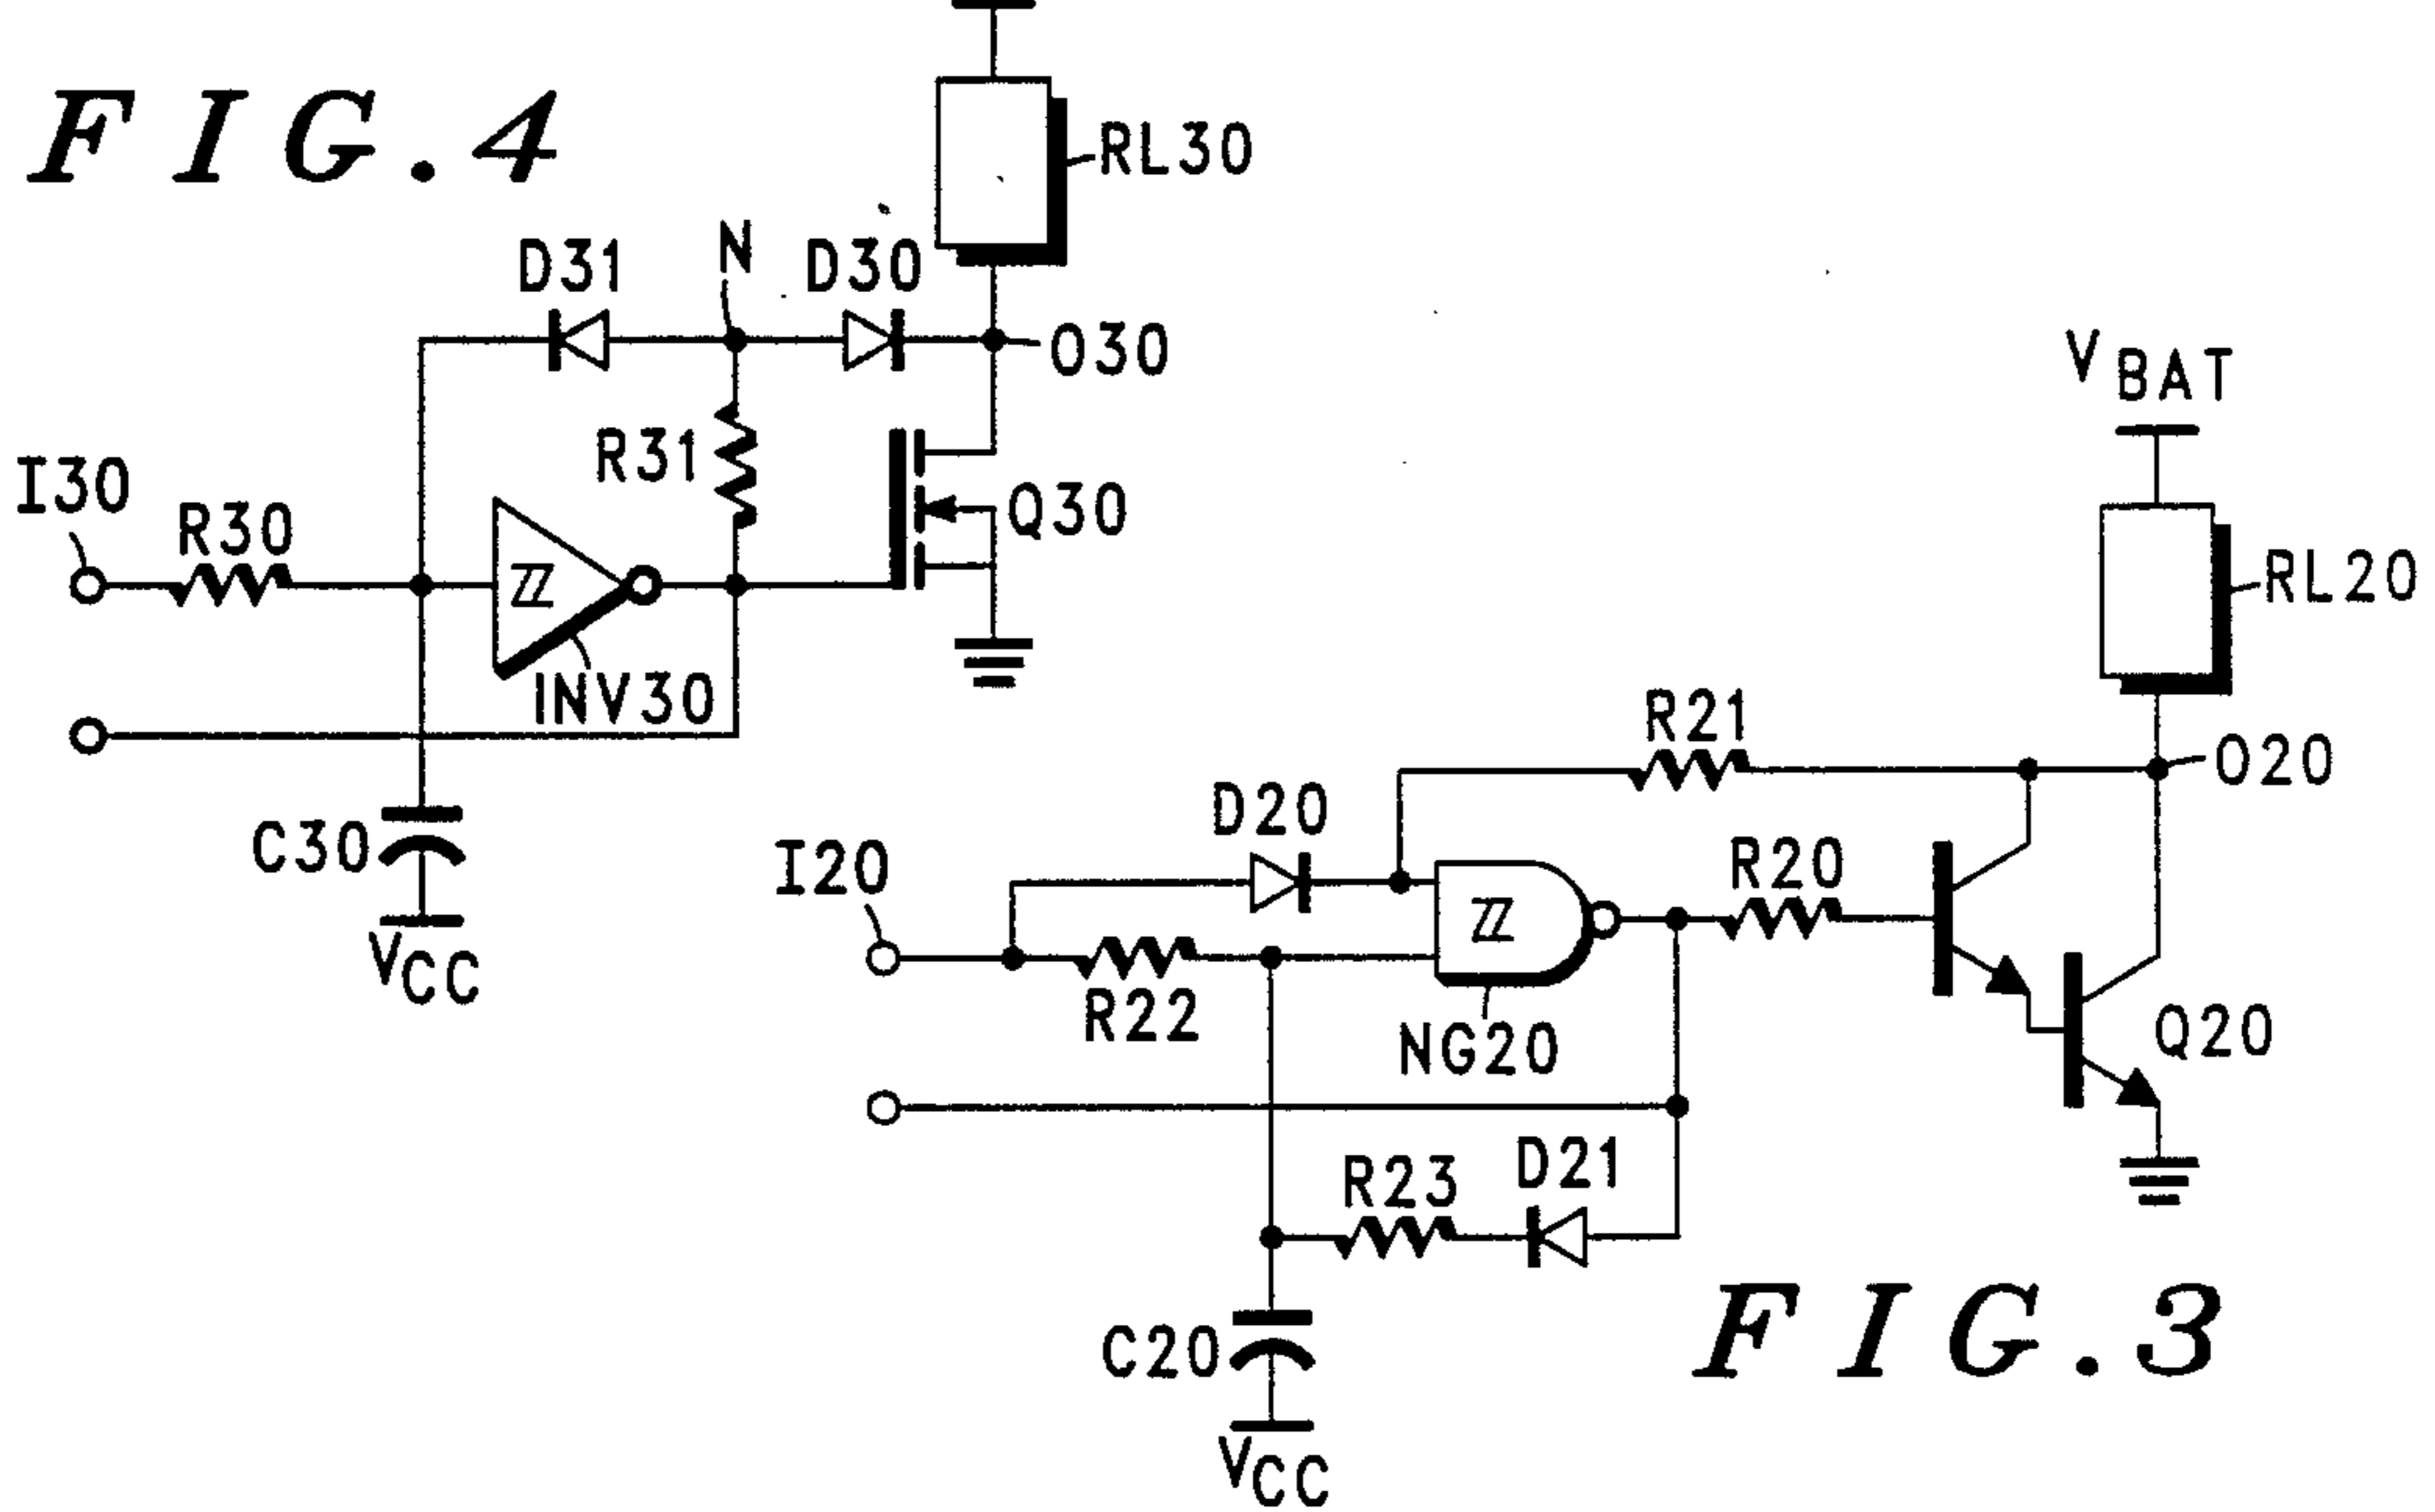 FIG.4
RL30
D31
N
D30
O30
R31
I30
R30
Q30
INV30
C30
VCC
VBAT
RL20
R21
O20
D20
I20
R20
R22
NG20
Q20
R23
D21
C20
VCC
FIG.3